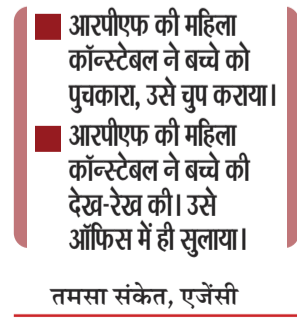 आरपीएफ की महिला
कॉन्स्टेबल ने बच्चे को
पुचकारा, उसे चुप कराया।
आरपीएफ की महिला
कॉन्स्टेबल ने बच्चे की
देख-रेख की। उसे
ऑफिस में ही सुलाया।
तमसा संकेत, एजेंसी